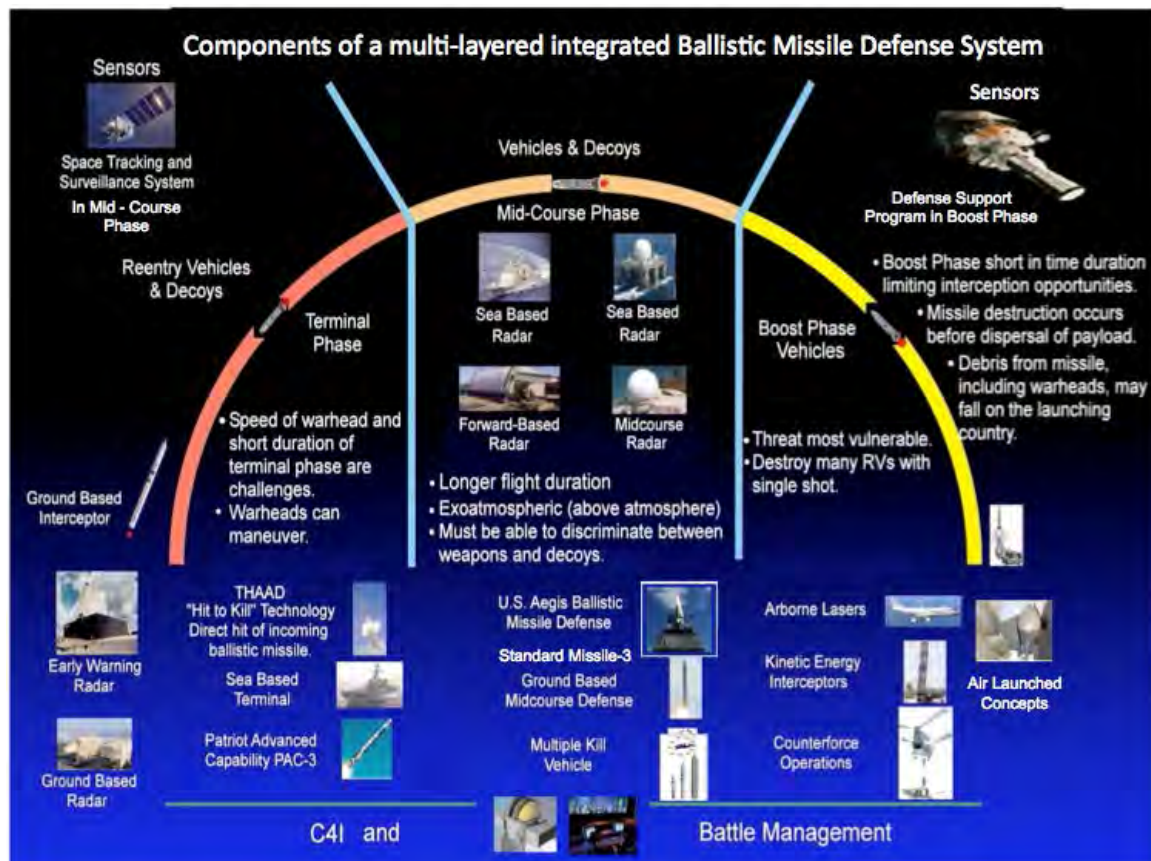 Components of a multi-layered integrated Ballistic Missile Defense System
Sensors
Space Tracking and
Surveillance System
In Mid - Course
Phase
Sensors
Defense Support
Program in Boost Phase
Vehicles & Decoys
Mid-Course Phase
Reentry Vehicles
& Decoys
Terminal
Phase
Sea Based
Radar
Sea Based
Radar
Forward-Based
Radar
Midcourse
Radar
Boost Phase
Vehicles
• Boost Phase short in time duration
limiting interception opportunities.
• Missile destruction occurs
before dispersal of payload.
• Debris from missile,
including warheads, may
fall on the launching
country.
• Speed of warhead and
short duration of
terminal phase are
challenges.
• Warheads can
maneuver.
• Longer flight duration
• Exoatmospheric (above atmosphere)
• Must be able to discriminate between
weapons and decoys.
• Threat most vulnerable.
• Destroy many RVs with
single shot.
Ground Based
Interceptor
Early Warning
Radar
Ground Based
Radar
THAAD
"Hit to Kill" Technology
Direct hit of incoming
ballistic missile.
Sea Based
Terminal
Patriot Advanced
Capability PAC-3
U.S. Aegis Ballistic
Missile Defense
Standard Missile-3
Ground Based
Midcourse Defense
Multiple Kill
Vehicle
Arborne Lasers
Kinetic Energy
Interceptors
Counterforce
Operations
Air Launched
Concepts
C4I and
Battle Management